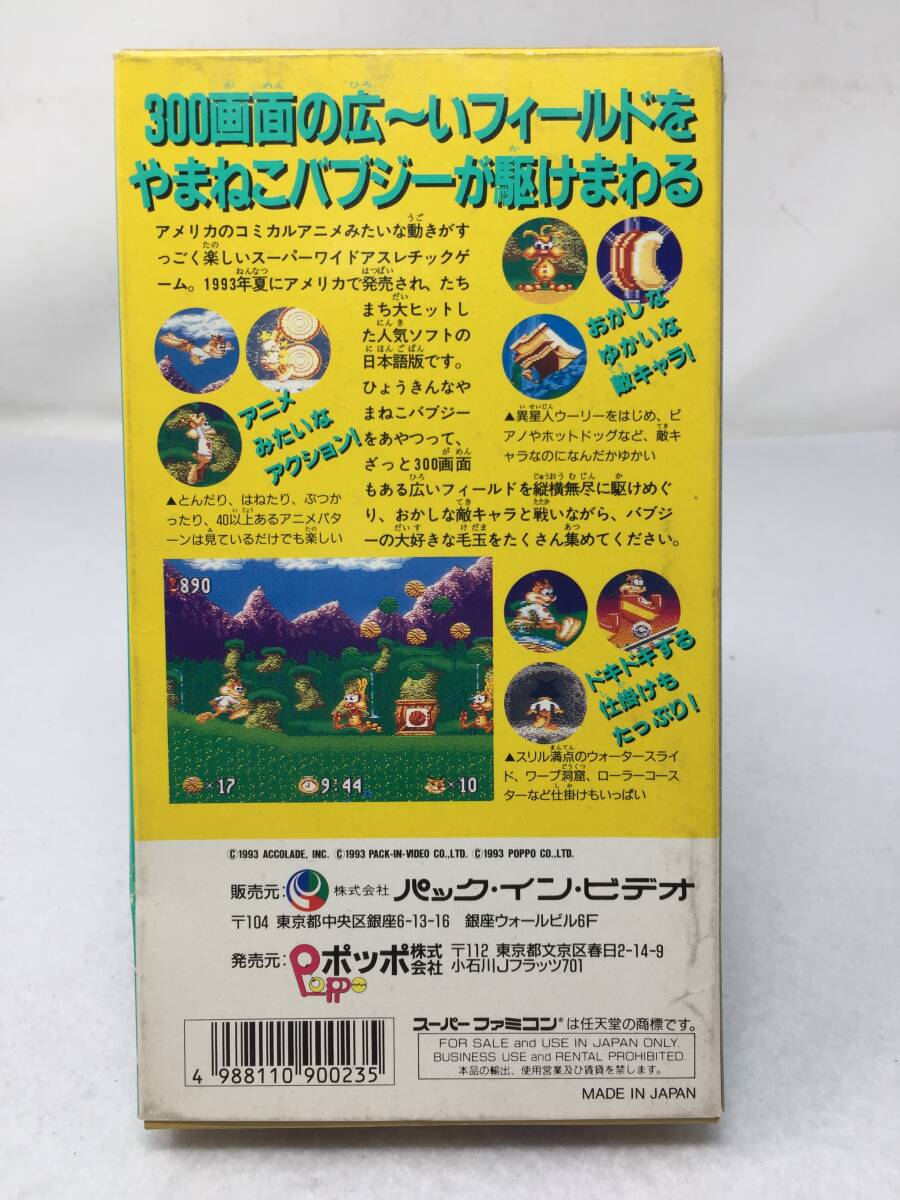 300画面の広〜いフィールドを
やまねこバブジーが駆けまわる
アメリカのコミカルアニメみたいな動きがす
っごく楽しいスーパーワイドアスレチックゲ
ーム。1993年夏にアメリカで発売され、たち
まち大ヒットし
た人気ソフトの
日本語版です。
ひょうきんなや
まねこバブジー
をあやつって、
ざっと300画面
もある広いフィールドを縦横無尽に駆けめぐ
り、おかしな敵キャラと戦いながら、バブジ
ーの大好きな毛玉をたくさん集めてください。
アニメ
みたいな
アクション!
▲とんだり、はねたり、ぶつか
ったり、40以上あるアニメパタ
ーンは見ているだけでも楽しい
おかしな
ゆかいな
敵キャラ!
▲異星人ウーリーをはじめ、ピ
アノやホットドッグなど、敵キ
ャラなのになんだかゆかい
890
×17
9:44
×10
ドキドキする
仕掛けも
たっぷり!
▲スリル満点のウォータースライ
ド、ワープ洞窟、ローラーコース
ターなど仕掛けもいっぱい
©1993 ACCOLADE, INC. ©1993 PACK-IN-VIDEO CO.,LTD. ©1993 POPPO CO.,LTD.
販売元: 株式会社 パック・イン・ビデオ
〒104 東京都中央区銀座6-13-16 銀座ウォールビル6F
発売元: Poppo ポッポ株式会社
〒112 東京都文京区春日2-14-9
小石川Jフラッツ701
スーパーファミコン®は任天堂の商標です。
FOR SALE and USE IN JAPAN ONLY.
BUSINESS USE and RENTAL PROHIBITED.
本品の輸出、使用営業及び賃貸を禁じます。
4 988110 900235
MADE IN JAPAN